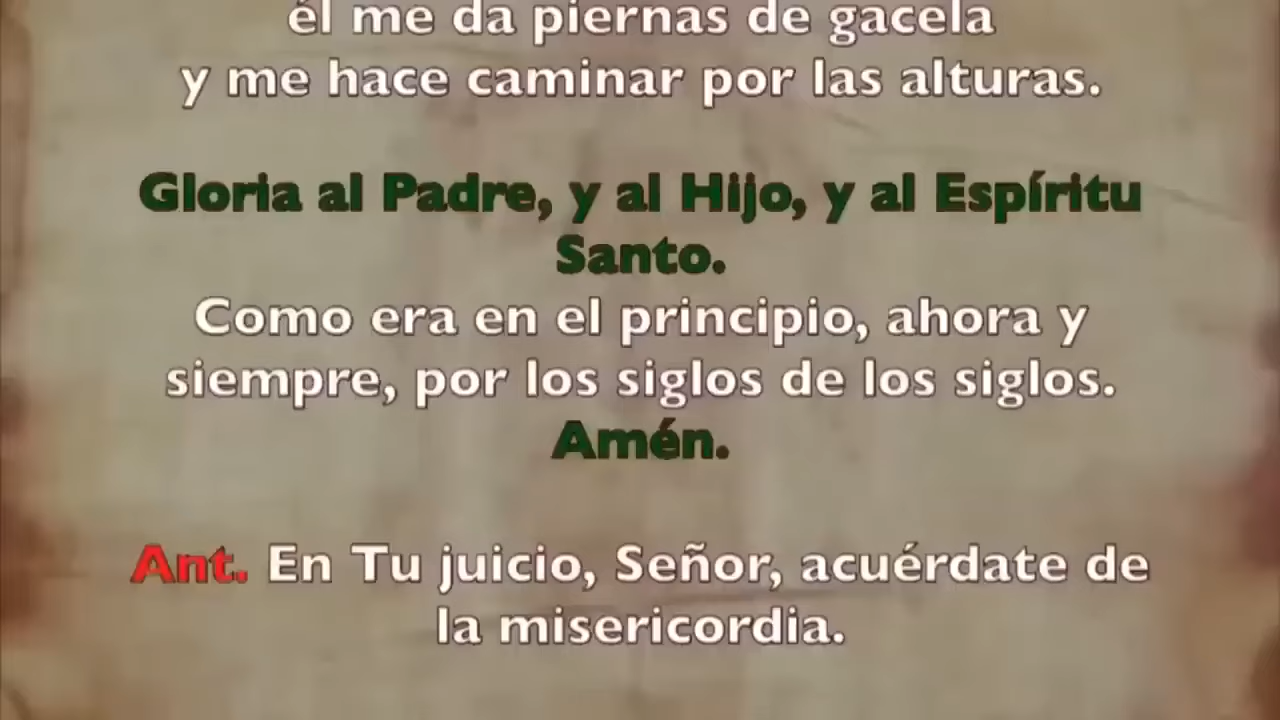 él me da piernas de gacela
y me hace caminar por las alturas.
Gloria al Padre, y al Hijo, y al Espíritu
Santo.
Como era en el principio, ahora y
siempre, por los siglos de los siglos.
Amén.
Ant. En Tu juicio, Señor, acuérdate de
la misericordia.